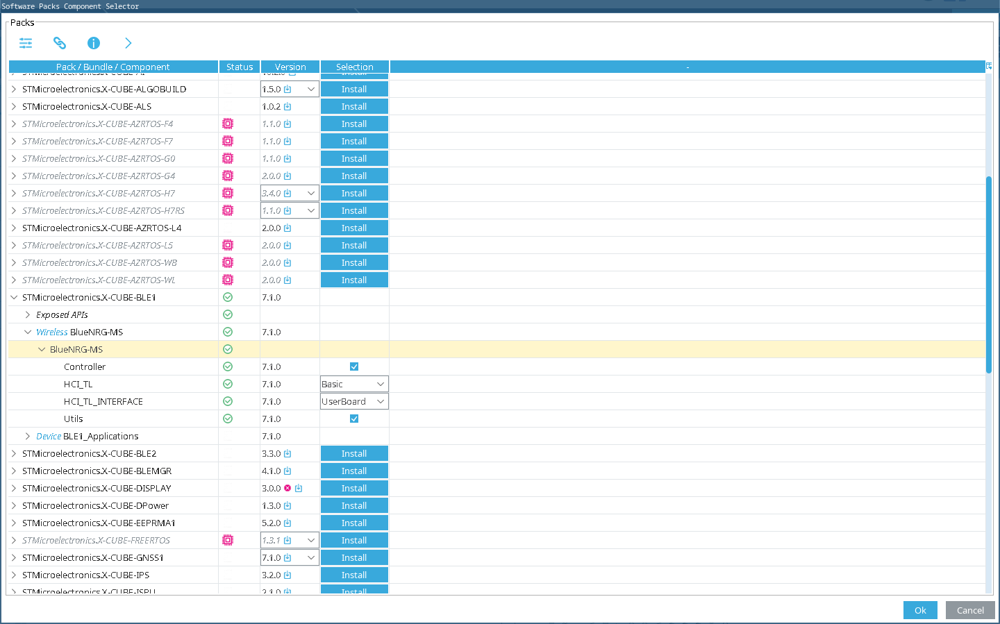 Software Packs Component Selector
Packs
Pack / Bundle / Component Status Version Selection -
STMicroelectronics.X-CUBE-AI Install
STMicroelectronics.X-CUBE-ALGOBUILD 1.5.0 Install
STMicroelectronics.X-CUBE-ALS 1.0.2 Install
STMicroelectronics.X-CUBE-AZRTOS-F4 1.1.0 Install
STMicroelectronics.X-CUBE-AZRTOS-F7 1.1.0 Install
STMicroelectronics.X-CUBE-AZRTOS-G0 1.1.0 Install
STMicroelectronics.X-CUBE-AZRTOS-G4 2.0.0 Install
STMicroelectronics.X-CUBE-AZRTOS-H7 3.4.0 Install
STMicroelectronics.X-CUBE-AZRTOS-H7RS 1.1.0 Install
STMicroelectronics.X-CUBE-AZRTOS-L4 2.0.0 Install
STMicroelectronics.X-CUBE-AZRTOS-L5 2.0.0 Install
STMicroelectronics.X-CUBE-AZRTOS-WB 2.0.0 Install
STMicroelectronics.X-CUBE-AZRTOS-WL 2.0.0 Install
STMicroelectronics.X-CUBE-BLE1 7.1.0
Exposed APIs
Wireless BlueNRG-MS 7.1.0
BlueNRG-MS
Controller 7.1.0
HCI_TL 7.1.0 Basic
HCI_TL_INTERFACE 7.1.0 UserBoard
Utils 7.1.0
Device BLE1_Applications 7.1.0
STMicroelectronics.X-CUBE-BLE2 3.3.0 Install
STMicroelectronics.X-CUBE-BLEMGR 4.1.0 Install
STMicroelectronics.X-CUBE-DISPLAY 3.0.0 Install
STMicroelectronics.X-CUBE-DPower 1.3.0 Install
STMicroelectronics.X-CUBE-EEPRMA1 5.2.0 Install
STMicroelectronics.X-CUBE-FREERTOS 1.3.1 Install
STMicroelectronics.X-CUBE-GNSS1 7.1.0 Install
STMicroelectronics.X-CUBE-IPS 3.2.0 Install
STMicroelectronics.X-CUBE-ISPU 2.1.0 Install
Ok Cancel